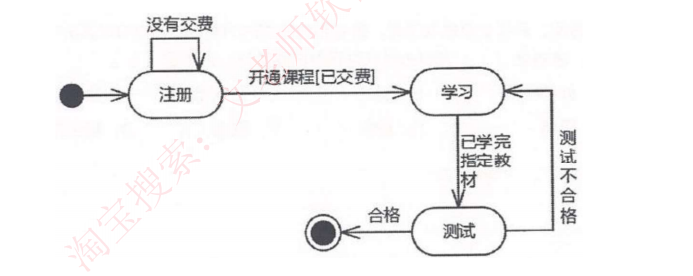 没有交费
注册
开通课程[已交费]
学习
已学完
指定教
材
测
试
不
合
格
合格
测试
淘宝搜索：文老师软